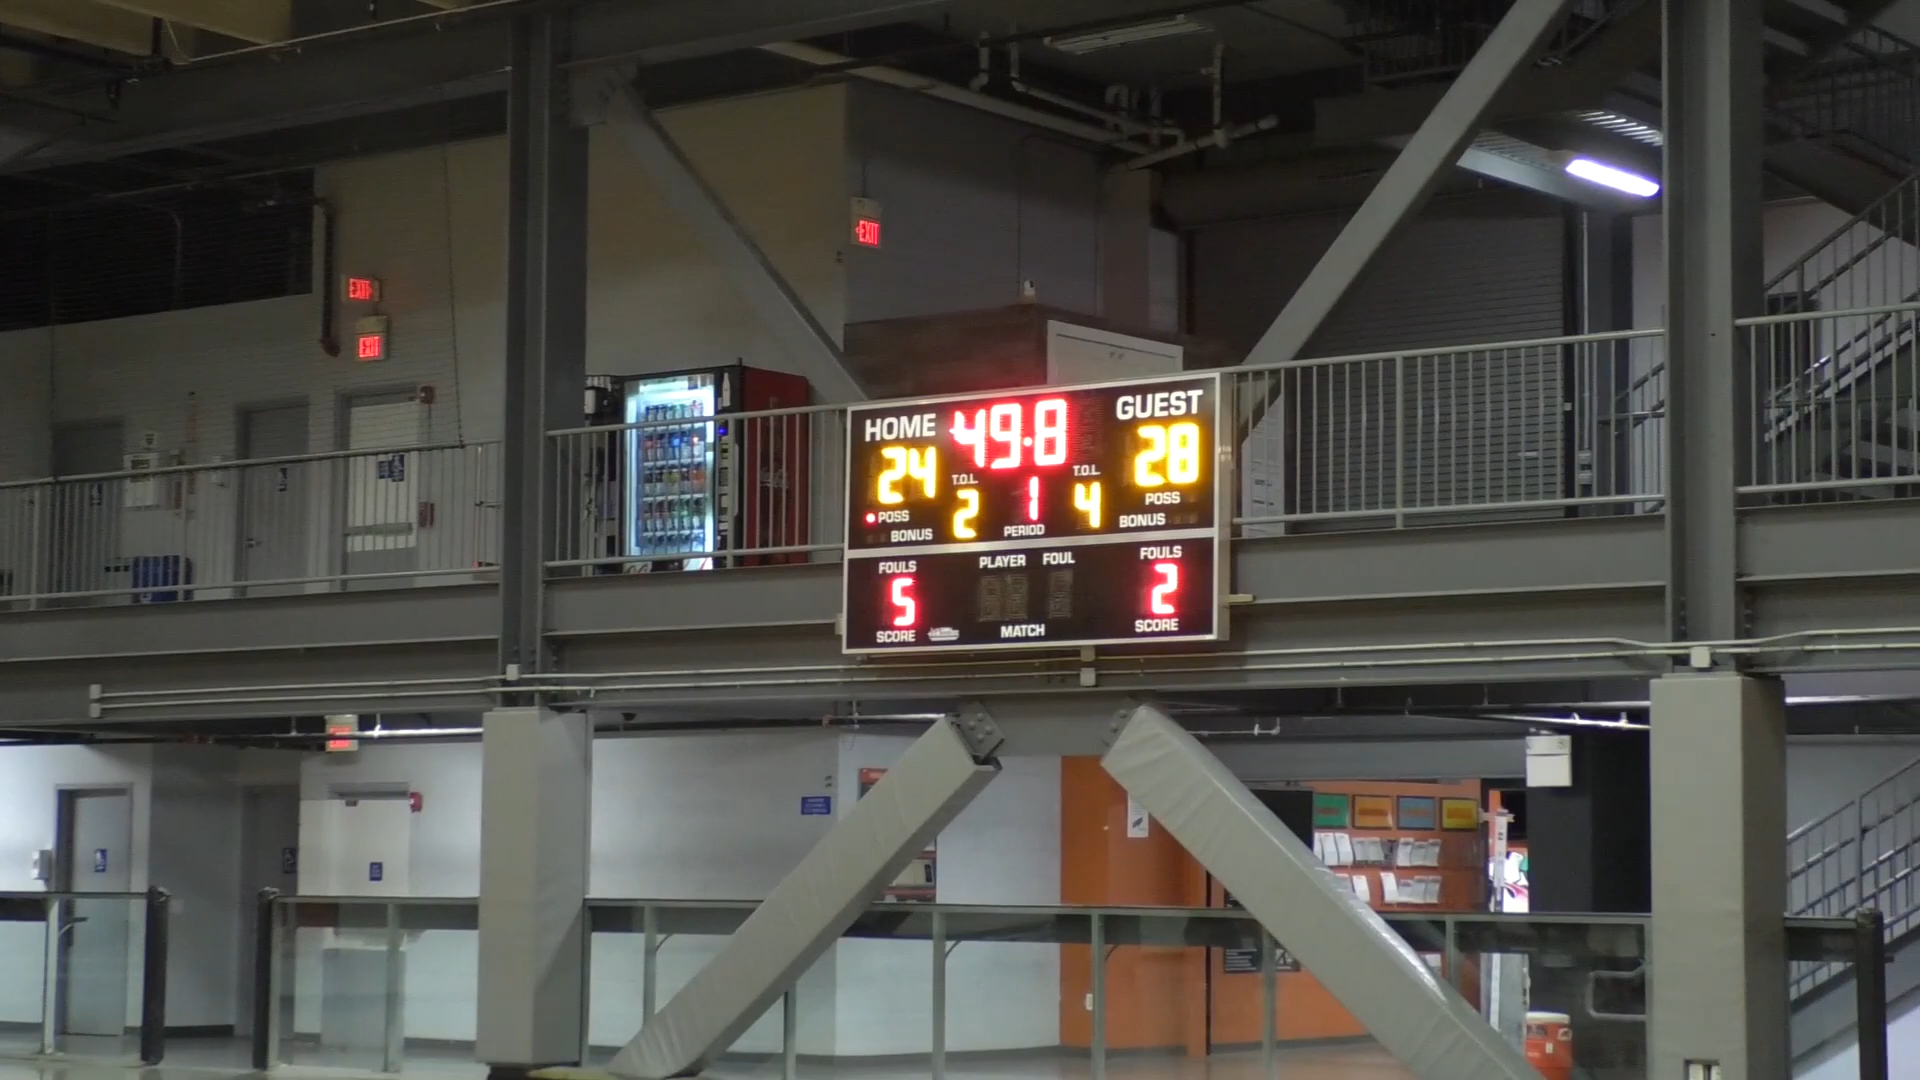 EXIT
EXIT
EXIT
HOME 49.8 GUEST
24 T.O.L. T.O.L. 28
2 1 4
POSS PERIOD POSS
BONUS BONUS
FOULS PLAYER FOUL FOULS
5 2
SCORE MATCH SCORE
EXIT